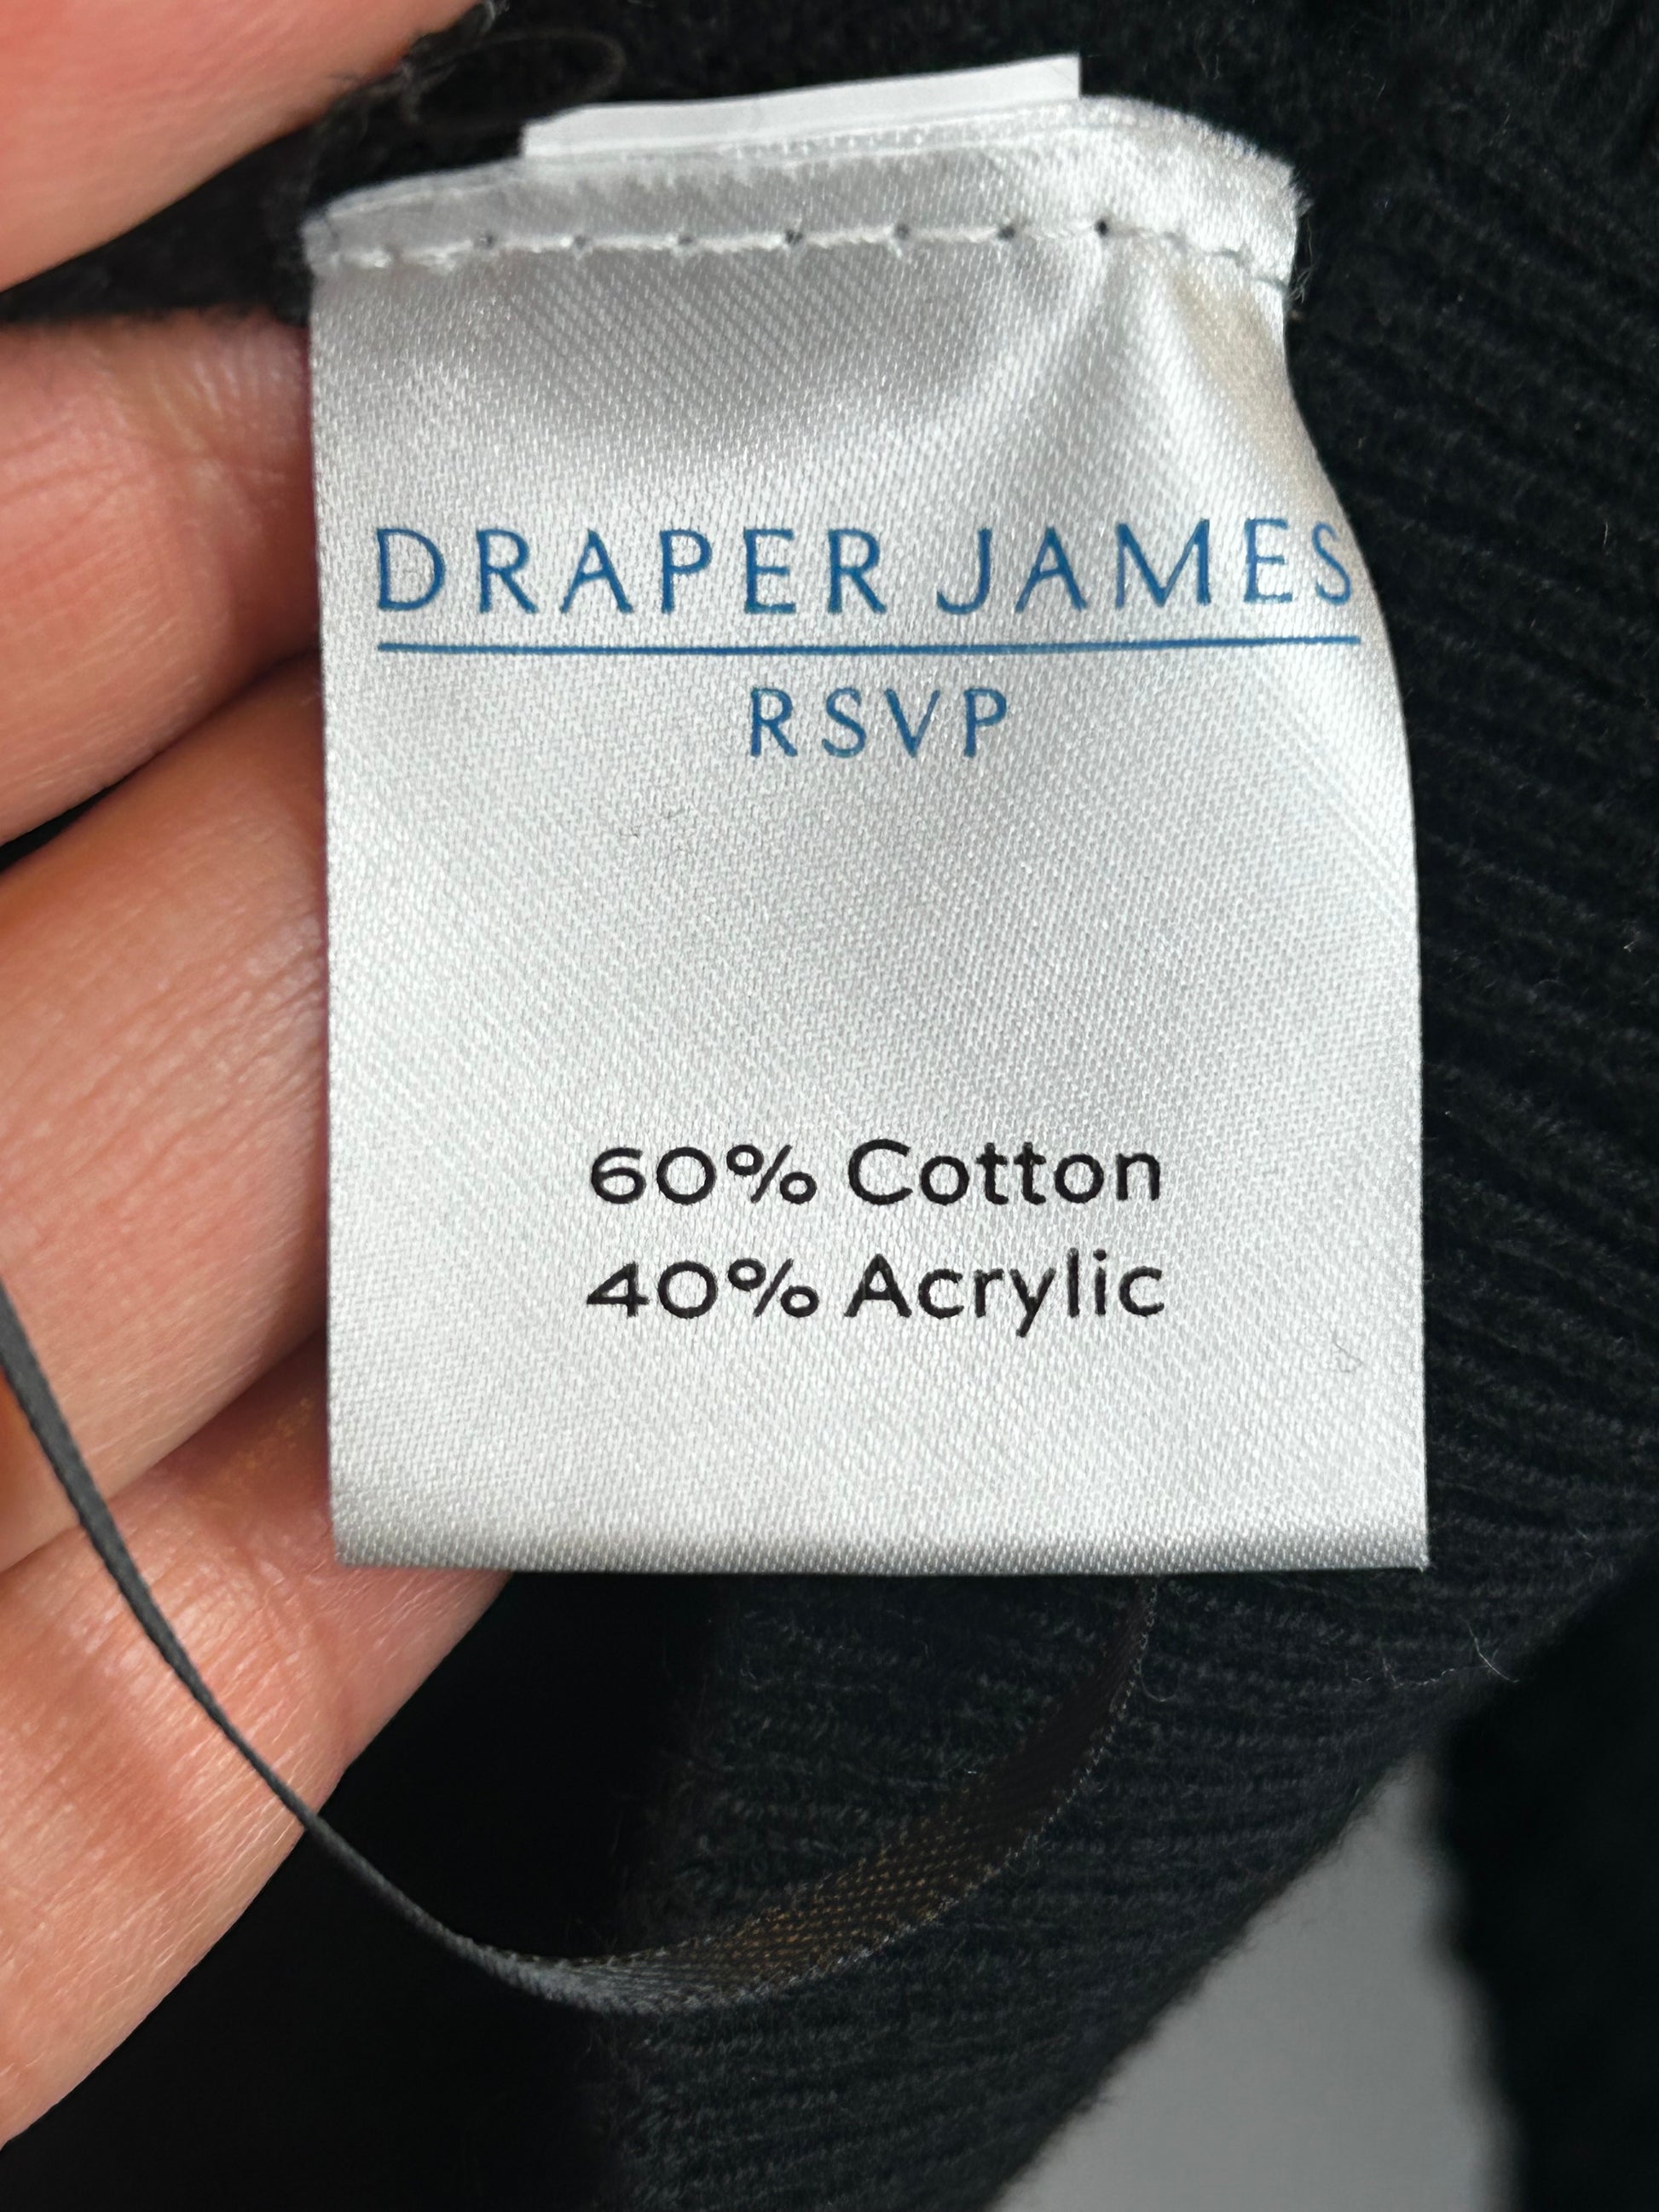 DRAPER JAMES
RSVP
60% Cotton
40% Acrylic